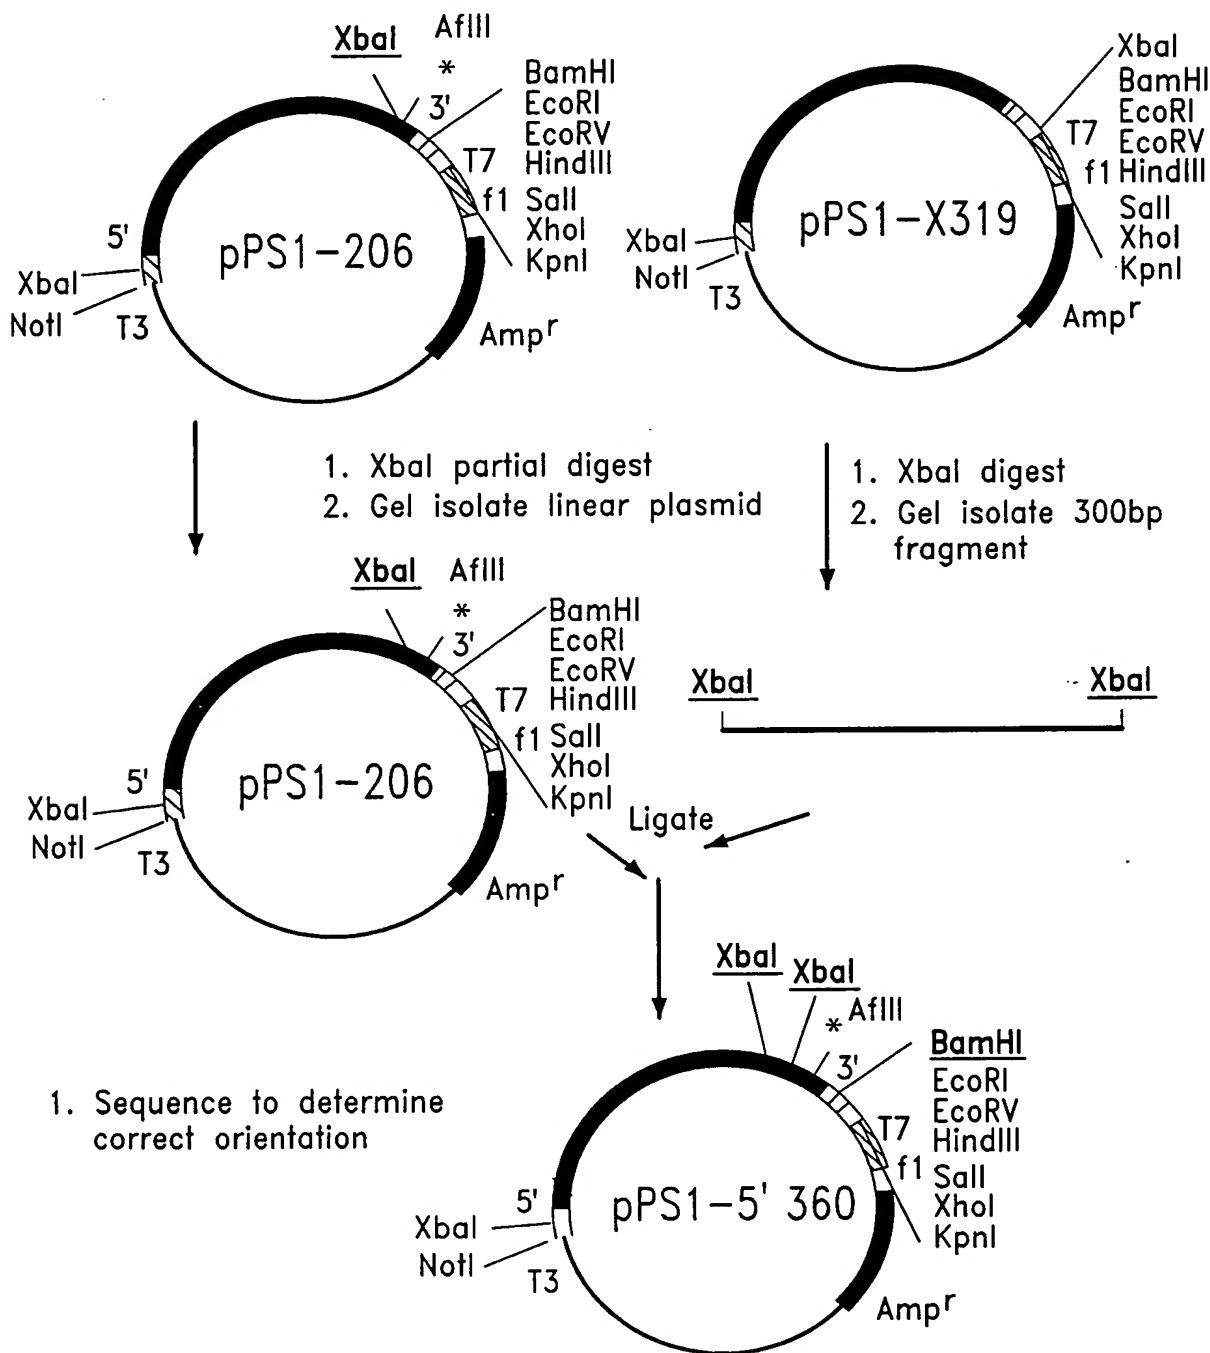 XbaI
AflII
*
3'
BamHI
EcoRI
EcoRV
T7 HindIII
f1 SalI
XhoI
KpnI
5'
pPS1-206
XbaI
NotI
T3
Ampr
XbaI
BamHI
EcoRI
T7
EcoRV
f1 HindIII
SalI
XhoI
KpnI
pPS1-X319
XbaI
NotI
T3
Ampr
1. XbaI partial digest
2. Gel isolate linear plasmid
1. XbaI digest
2. Gel isolate 300bp
fragment
XbaI
AflII
*
3'
BamHI
EcoRI
EcoRV
T7 HindIII
f1 SalI
XhoI
KpnI
5'
pPS1-206
XbaI
NotI
T3
Ampr
XbaI
XbaI
Ligate
XbaI
XbaI
* AflII
3'
BamHI
EcoRI
EcoRV
T7
HindIII
f1
SalI
XhoI
KpnI
1. Sequence to determine
correct orientation
5'
pPS1-5' 360
XbaI
NotI
T3
Ampr